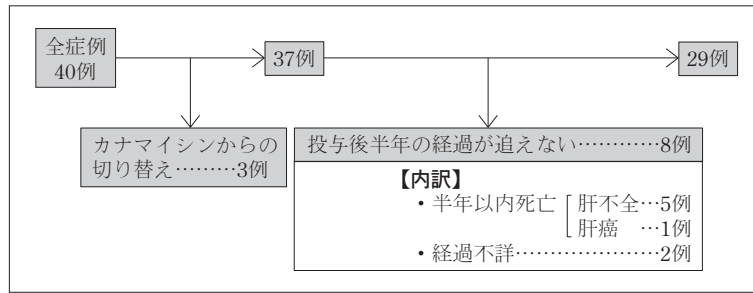 全症例
40例
37例
29例
カナマイシンからの
切り替え………3例
投与後半年の経過が追えない…………8例
【内訳】
・半年以内死亡 [ 肝不全…5例
[ 肝癌 …1例
・経過不詳…………………2例